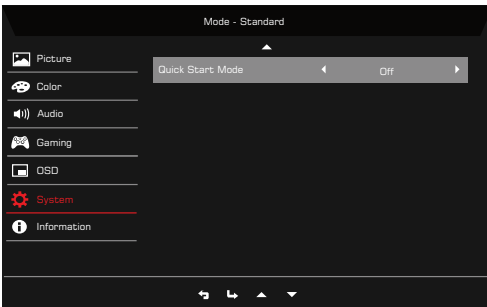 Mode - Standard
Picture
Quick Start Mode Off
Color
Audio
Gaming
OSD
System
Information